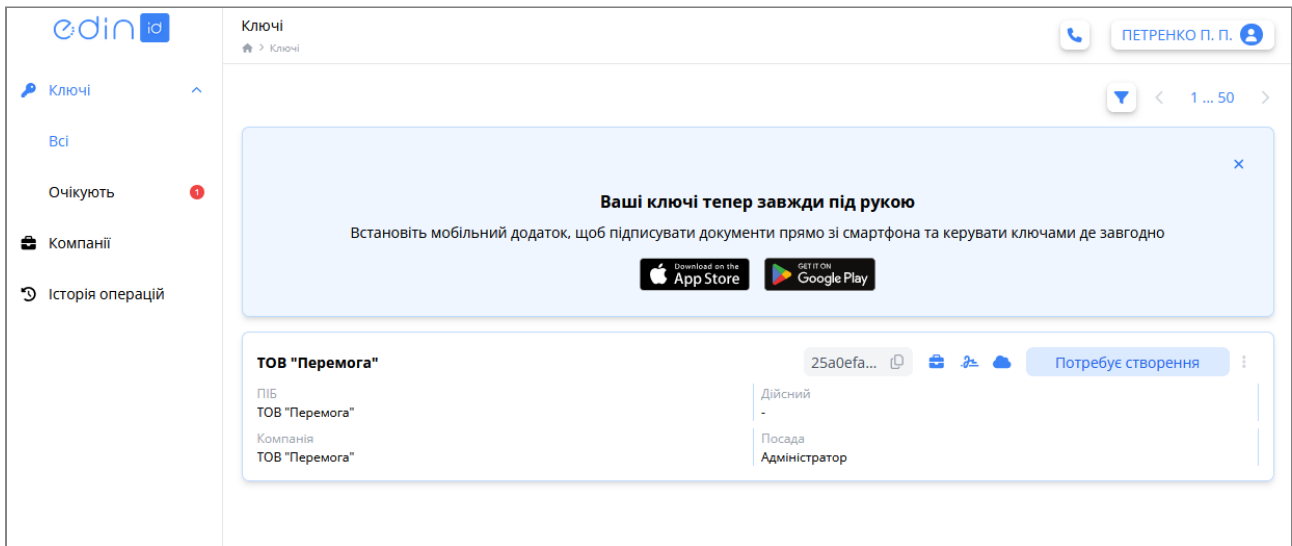 edin id
Ключі
Ключі
ПЕТРЕНКО П. П.
Ключі
1 ... 50
Всі
Очікують 1
Компанії
Історія операцій
Ваші ключі тепер завжди під рукою
Встановіть мобільний додаток, щоб підписувати документи прямо зі смартфона та керувати ключами де завгодно
Download on the
App Store
GET IT ON
Google Play
ТОВ "Перемога"
25a0efa...
Потребує створення
ПІБ
ТОВ "Перемога"
Дійсний
-
Компанія
ТОВ "Перемога"
Посада
Адміністратор